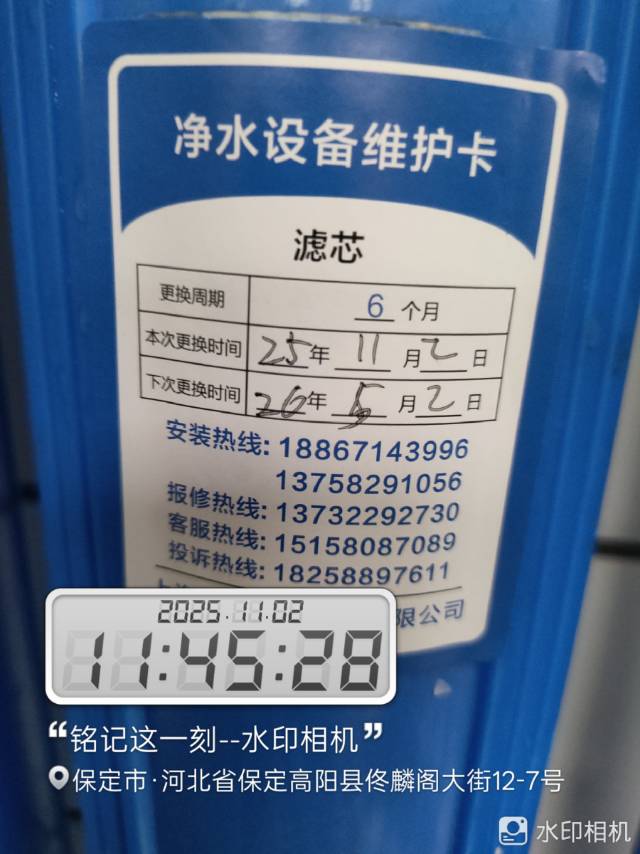 净水设备维护卡
滤芯
更换周期 6 个月
本次更换时间 25年 11 月 2 日
下次更换时间 26年 5 月 2 日
安装热线: 18867143996
13758291056
报修热线: 13732292730
客服热线: 15158087089
投诉热线: 18258897611
限公司
2025.11.02
11:45:28
“铭记这一刻--水印相机”
保定市·河北省保定高阳县佟麟阁大街12-7号
水印相机